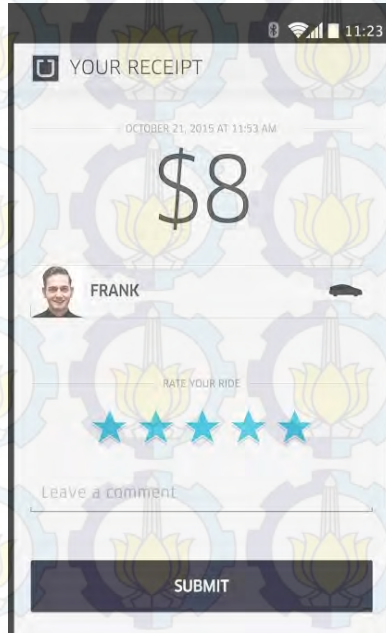 11:23
YOUR RECEIPT
OCTOBER 21, 2015 AT 11:53 AM
$8
FRANK
RATE YOUR RIDE
Leave a comment
SUBMIT